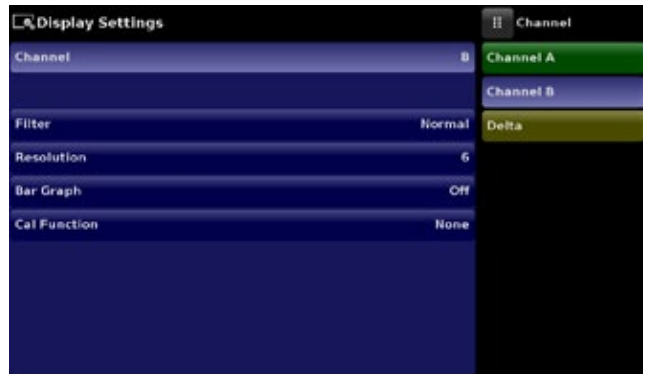 Display Settings
Channel B
Filter Normal
Resolution 6
Bar Graph Off
Cal Function None
Channel
Channel A
Channel B
Delta